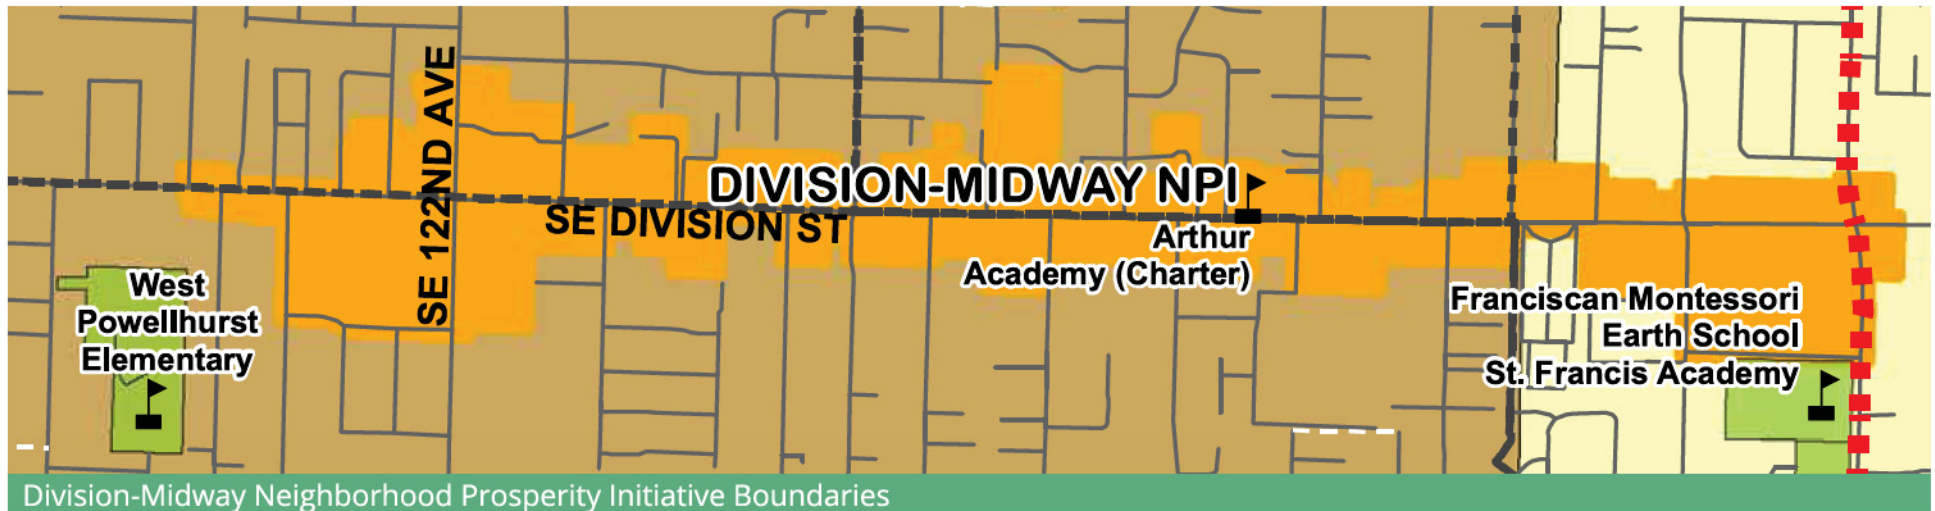 SE 122ND AVE
DIVISION-MIDWAY NPI
SE DIVISION ST
Arthur
Academy (Charter)
West
Powellhurst
Elementary
Franciscan Montessori
Earth School
St. Francis Academy
Division-Midway Neighborhood Prosperity Initiative Boundaries